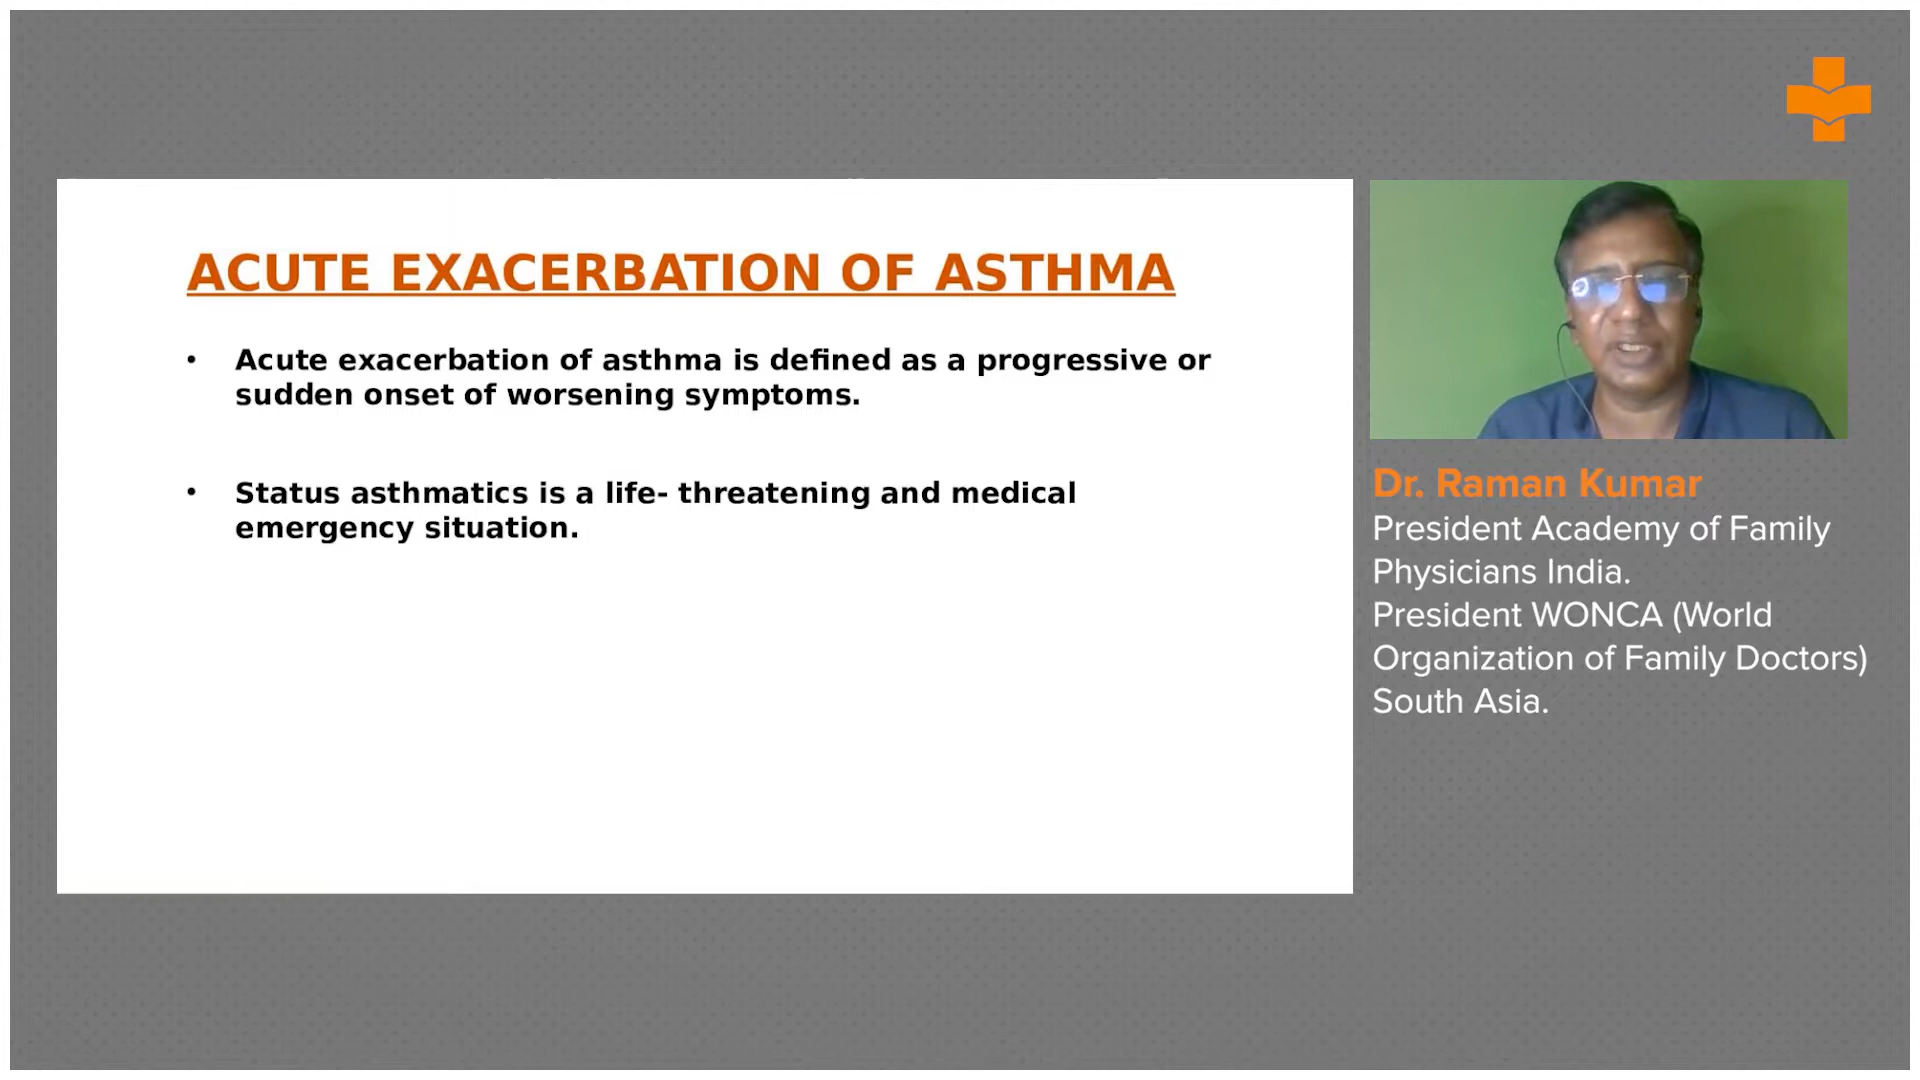 ACUTE EXACERBATION OF ASTHMA
• Acute exacerbation of asthma is defined as a progressive or
sudden onset of worsening symptoms.
• Status asthmatics is a life- threatening and medical
emergency situation.
Dr. Raman Kumar
President Academy of Family
Physicians India.
President WONCA (World
Organization of Family Doctors)
South Asia.